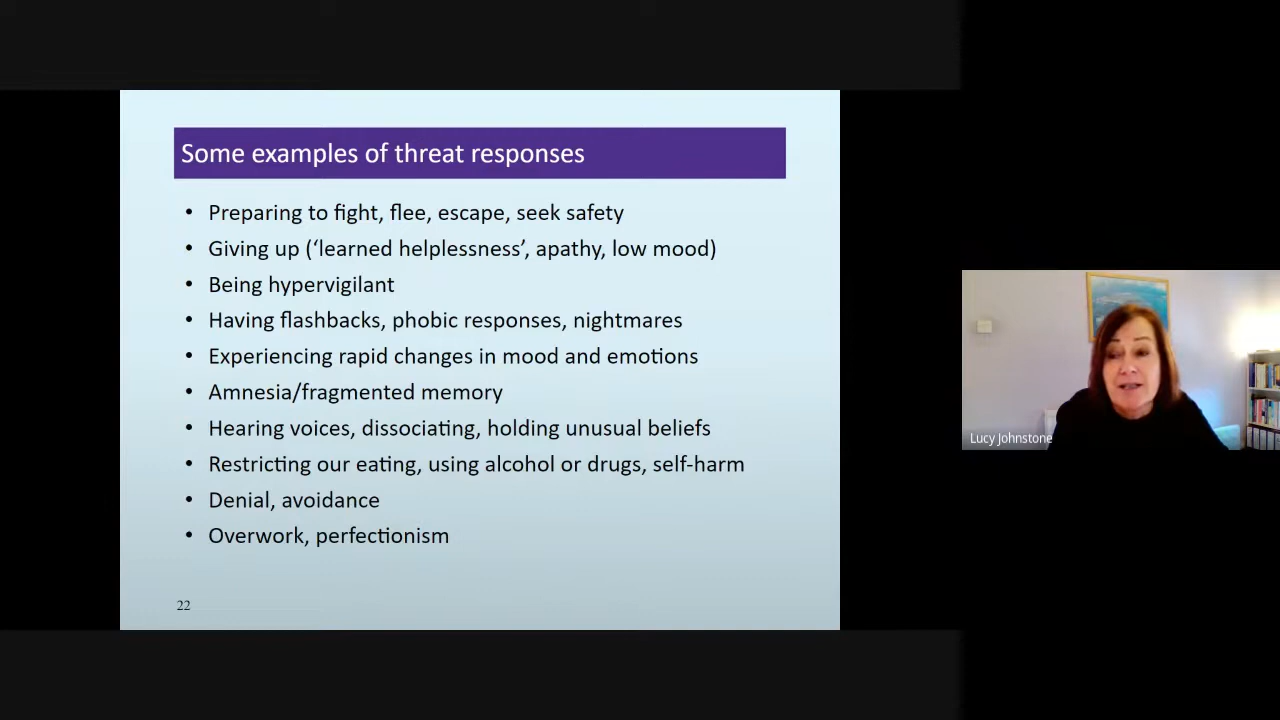 Some examples of threat responses
• Preparing to fight, flee, escape, seek safety
• Giving up (‘learned helplessness’, apathy, low mood)
• Being hypervigilant
• Having flashbacks, phobic responses, nightmares
• Experiencing rapid changes in mood and emotions
• Amnesia/fragmented memory
• Hearing voices, dissociating, holding unusual beliefs
• Restricting our eating, using alcohol or drugs, self-harm
• Denial, avoidance
• Overwork, perfectionism
22
Lucy Johnstone